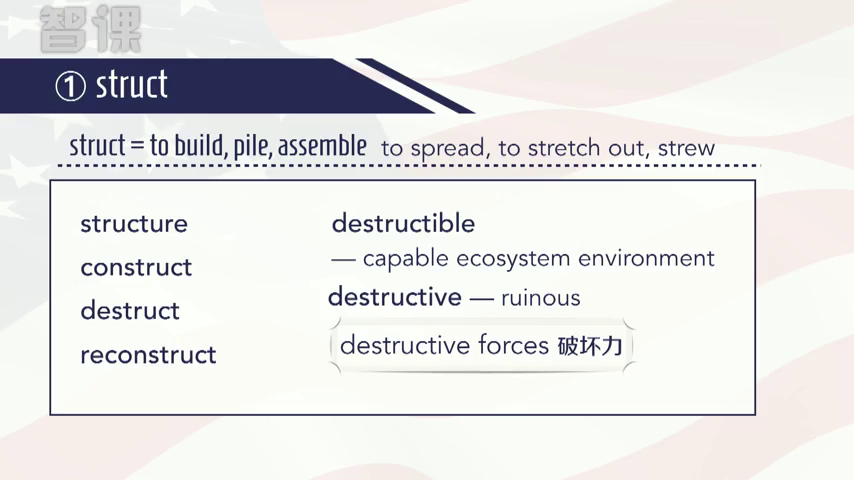 智课
① struct
struct = to build, pile, assemble to spread, to stretch out, strew
structure
construct
destruct
reconstruct
destructible
— capable ecosystem environment
destructive — ruinous
destructive forces 破坏力